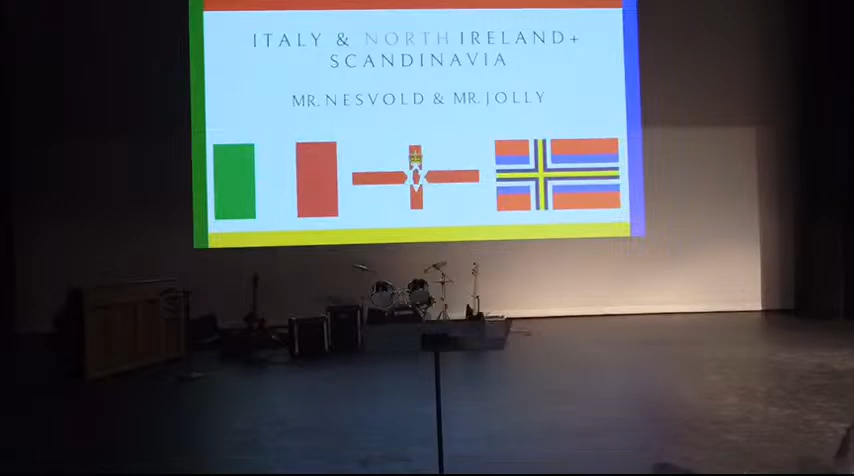 ITALY & NORTH IRELAND+
SCANDINAVIA
MR. NESVOLD & MR. JOLLY